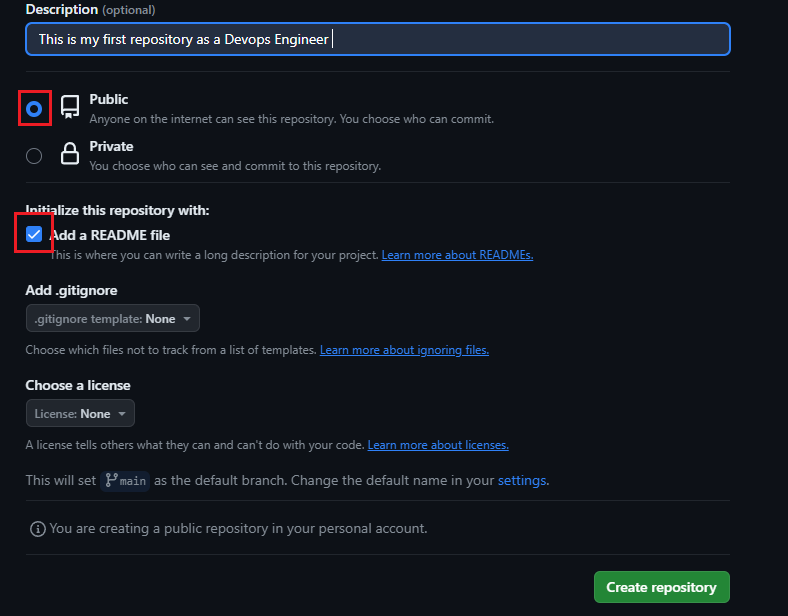 Description (optional)
This is my first repository as a Devops Engineer
Public
Anyone on the internet can see this repository. You choose who can commit.
Private
You choose who can see and commit to this repository.
Initialize this repository with:
Add a README file
This is where you can write a long description for your project. Learn more about READMEs.
Add .gitignore
.gitignore template: None
Choose which files not to track from a list of templates. Learn more about ignoring files.
Choose a license
License: None
A license tells others what they can and can't do with your code. Learn more about licenses.
This will set main as the default branch. Change the default name in your settings.
You are creating a public repository in your personal account.
Create repository